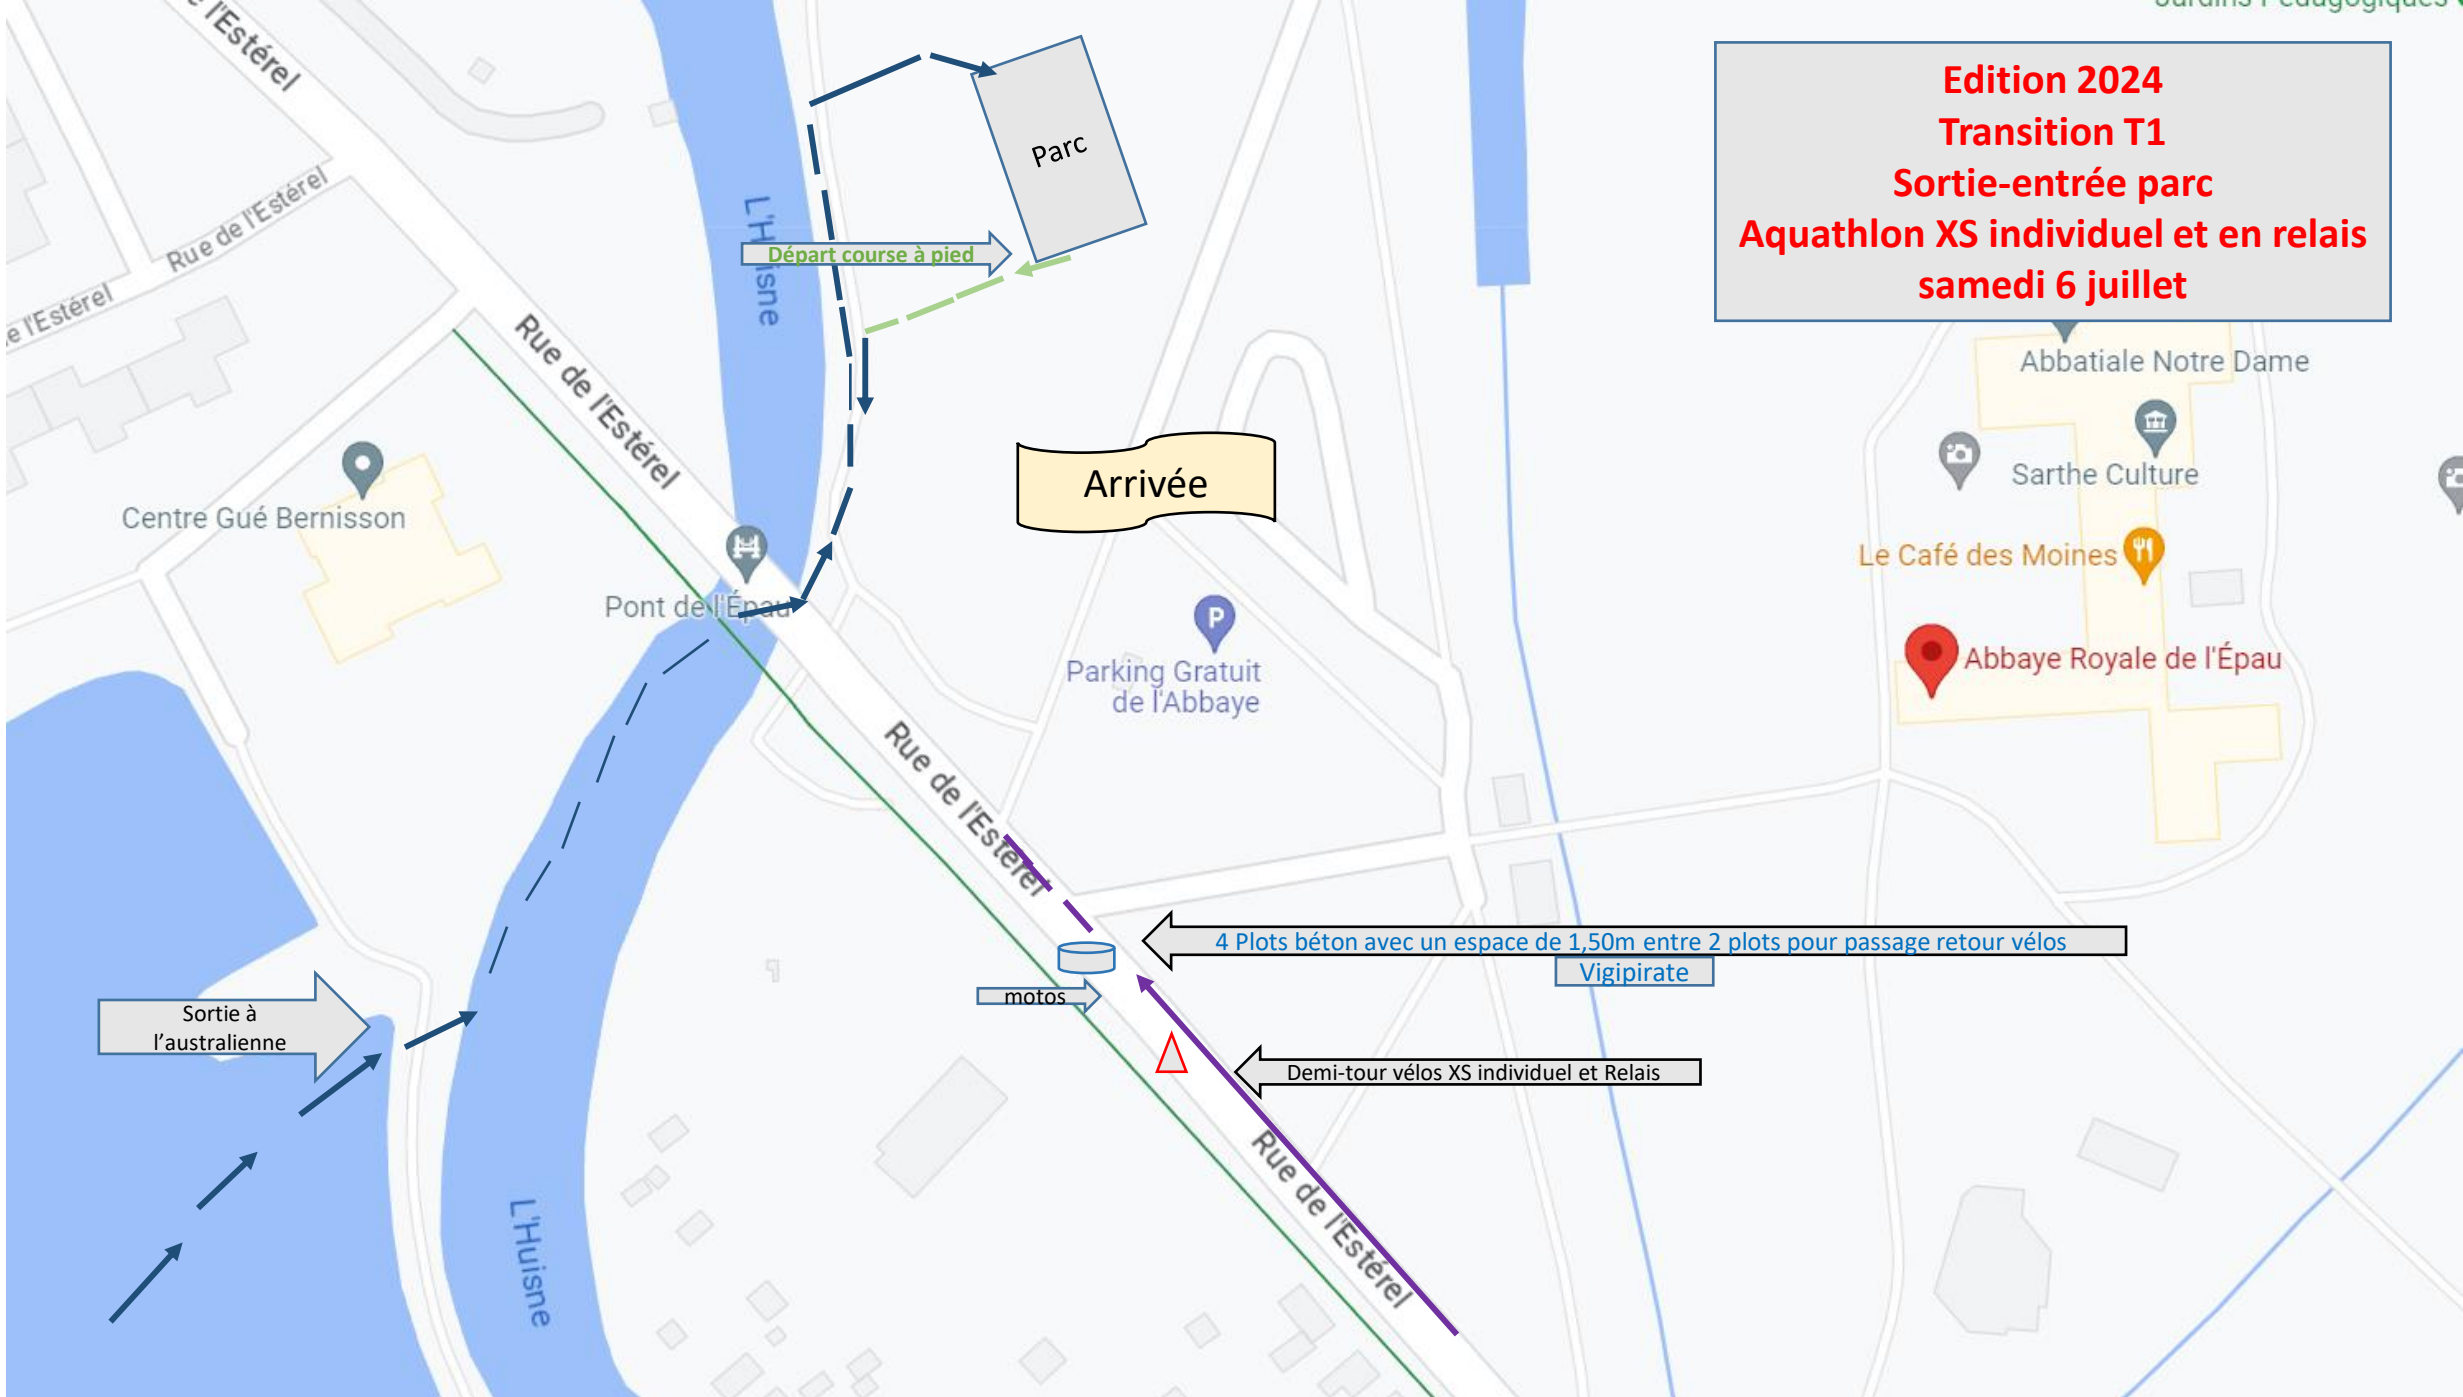 Jardins Pédagogiques
Edition 2024
Transition T1
Sortie-entrée parc
Aquathlon XS individuel et en relais
samedi 6 juillet
e l'Estérel
Rue de l'Estérel
e l'Estérel
Rue de l'Estérel
L'Huisne
Parc
Départ course à pied
Abbatiale Notre Dame
Sarthe Culture
Le Café des Moines
Abbaye Royale de l'Épau
Arrivée
Centre Gué Bernisson
Pont de l'Épau
P
Parking Gratuit
de l'Abbaye
Rue de l'Estérel
4 Plots béton avec un espace de 1,50m entre 2 plots pour passage retour vélos
Vigipirate
motos
Sortie à
l’australienne
Demi-tour vélos XS individuel et Relais
Rue de l'Estérel
L'Huisne